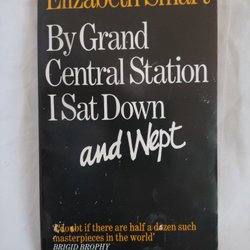 Elizabeth Smart
By Grand
Central Station
I Sat Down
and Wept
'I doubt if there are half a dozen such
masterpieces in the world'
BRIGID BROPHY